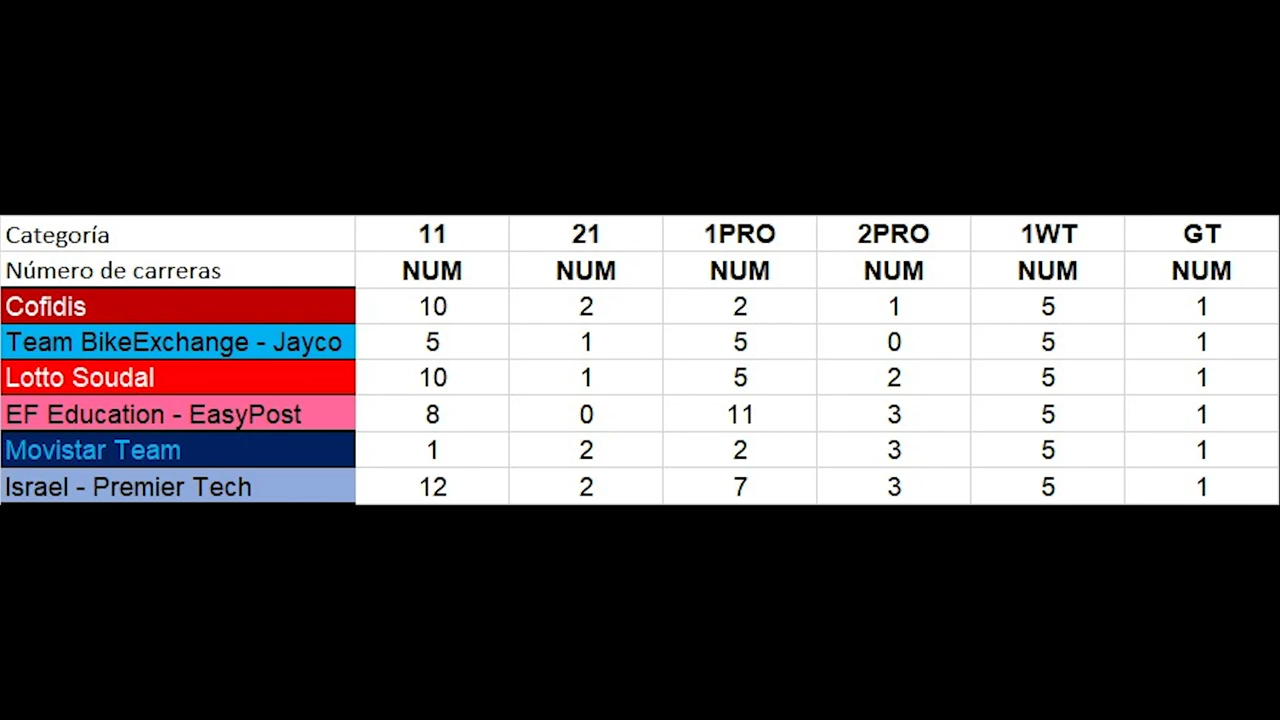 Categoría 11 21 1PRO 2PRO 1WT GT
Número de carreras NUM NUM NUM NUM NUM NUM
Cofidis 10 2 2 1 5 1
Team BikeExchange - Jayco 5 1 5 0 5 1
Lotto Soudal 10 1 5 2 5 1
EF Education - EasyPost 8 0 11 3 5 1
Movistar Team 1 2 2 3 5 1
Israel - Premier Tech 12 2 7 3 5 1